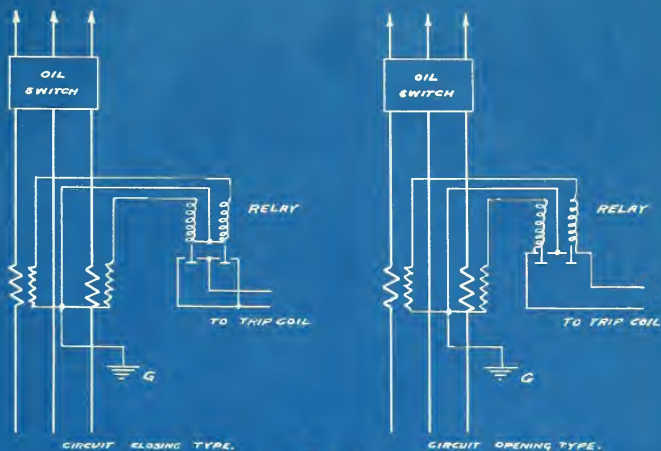 OIL
SWITCH
RELAY
TO TRIP COIL
G
CIRCUIT CLOSING TYPE.
OIL
SWITCH
RELAY
TO TRIP COIL
G
CIRCUIT OPENING TYPE.